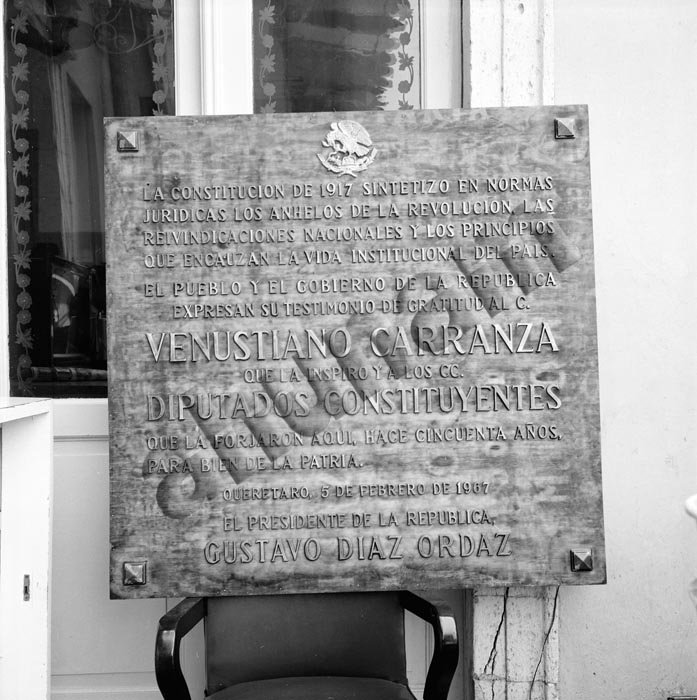 LA CONSTITUCION DE 1917 SINTETIZO EN NORMAS
JURIDICAS LOS ANHELOS DE LA REVOLUCION, LAS
REIVINDICACIONES NACIONALES Y LOS PRINCIPIOS
QUE ENCAUZAN LA VIDA INSTITUCIONAL DEL PAIS.
EL PUEBLO Y EL GOBIERNO DE LA REPUBLICA
EXPRESAN SU TESTIMONIO DE GRATITUD AL C.
VENUSTIANO CARRANZA
QUE LA INSPIRO Y A LOS CC.
DIPUTADOS CONSTITUYENTES
QUE LA FORJARON AQUI, HACE CINCUENTA AÑOS,
PARA BIEN DE LA PATRIA.
QUERETARO, 5 DE FEBRERO DE 1967
EL PRESIDENTE DE LA REPUBLICA,
GUSTAVO DIAZ ORDAZ